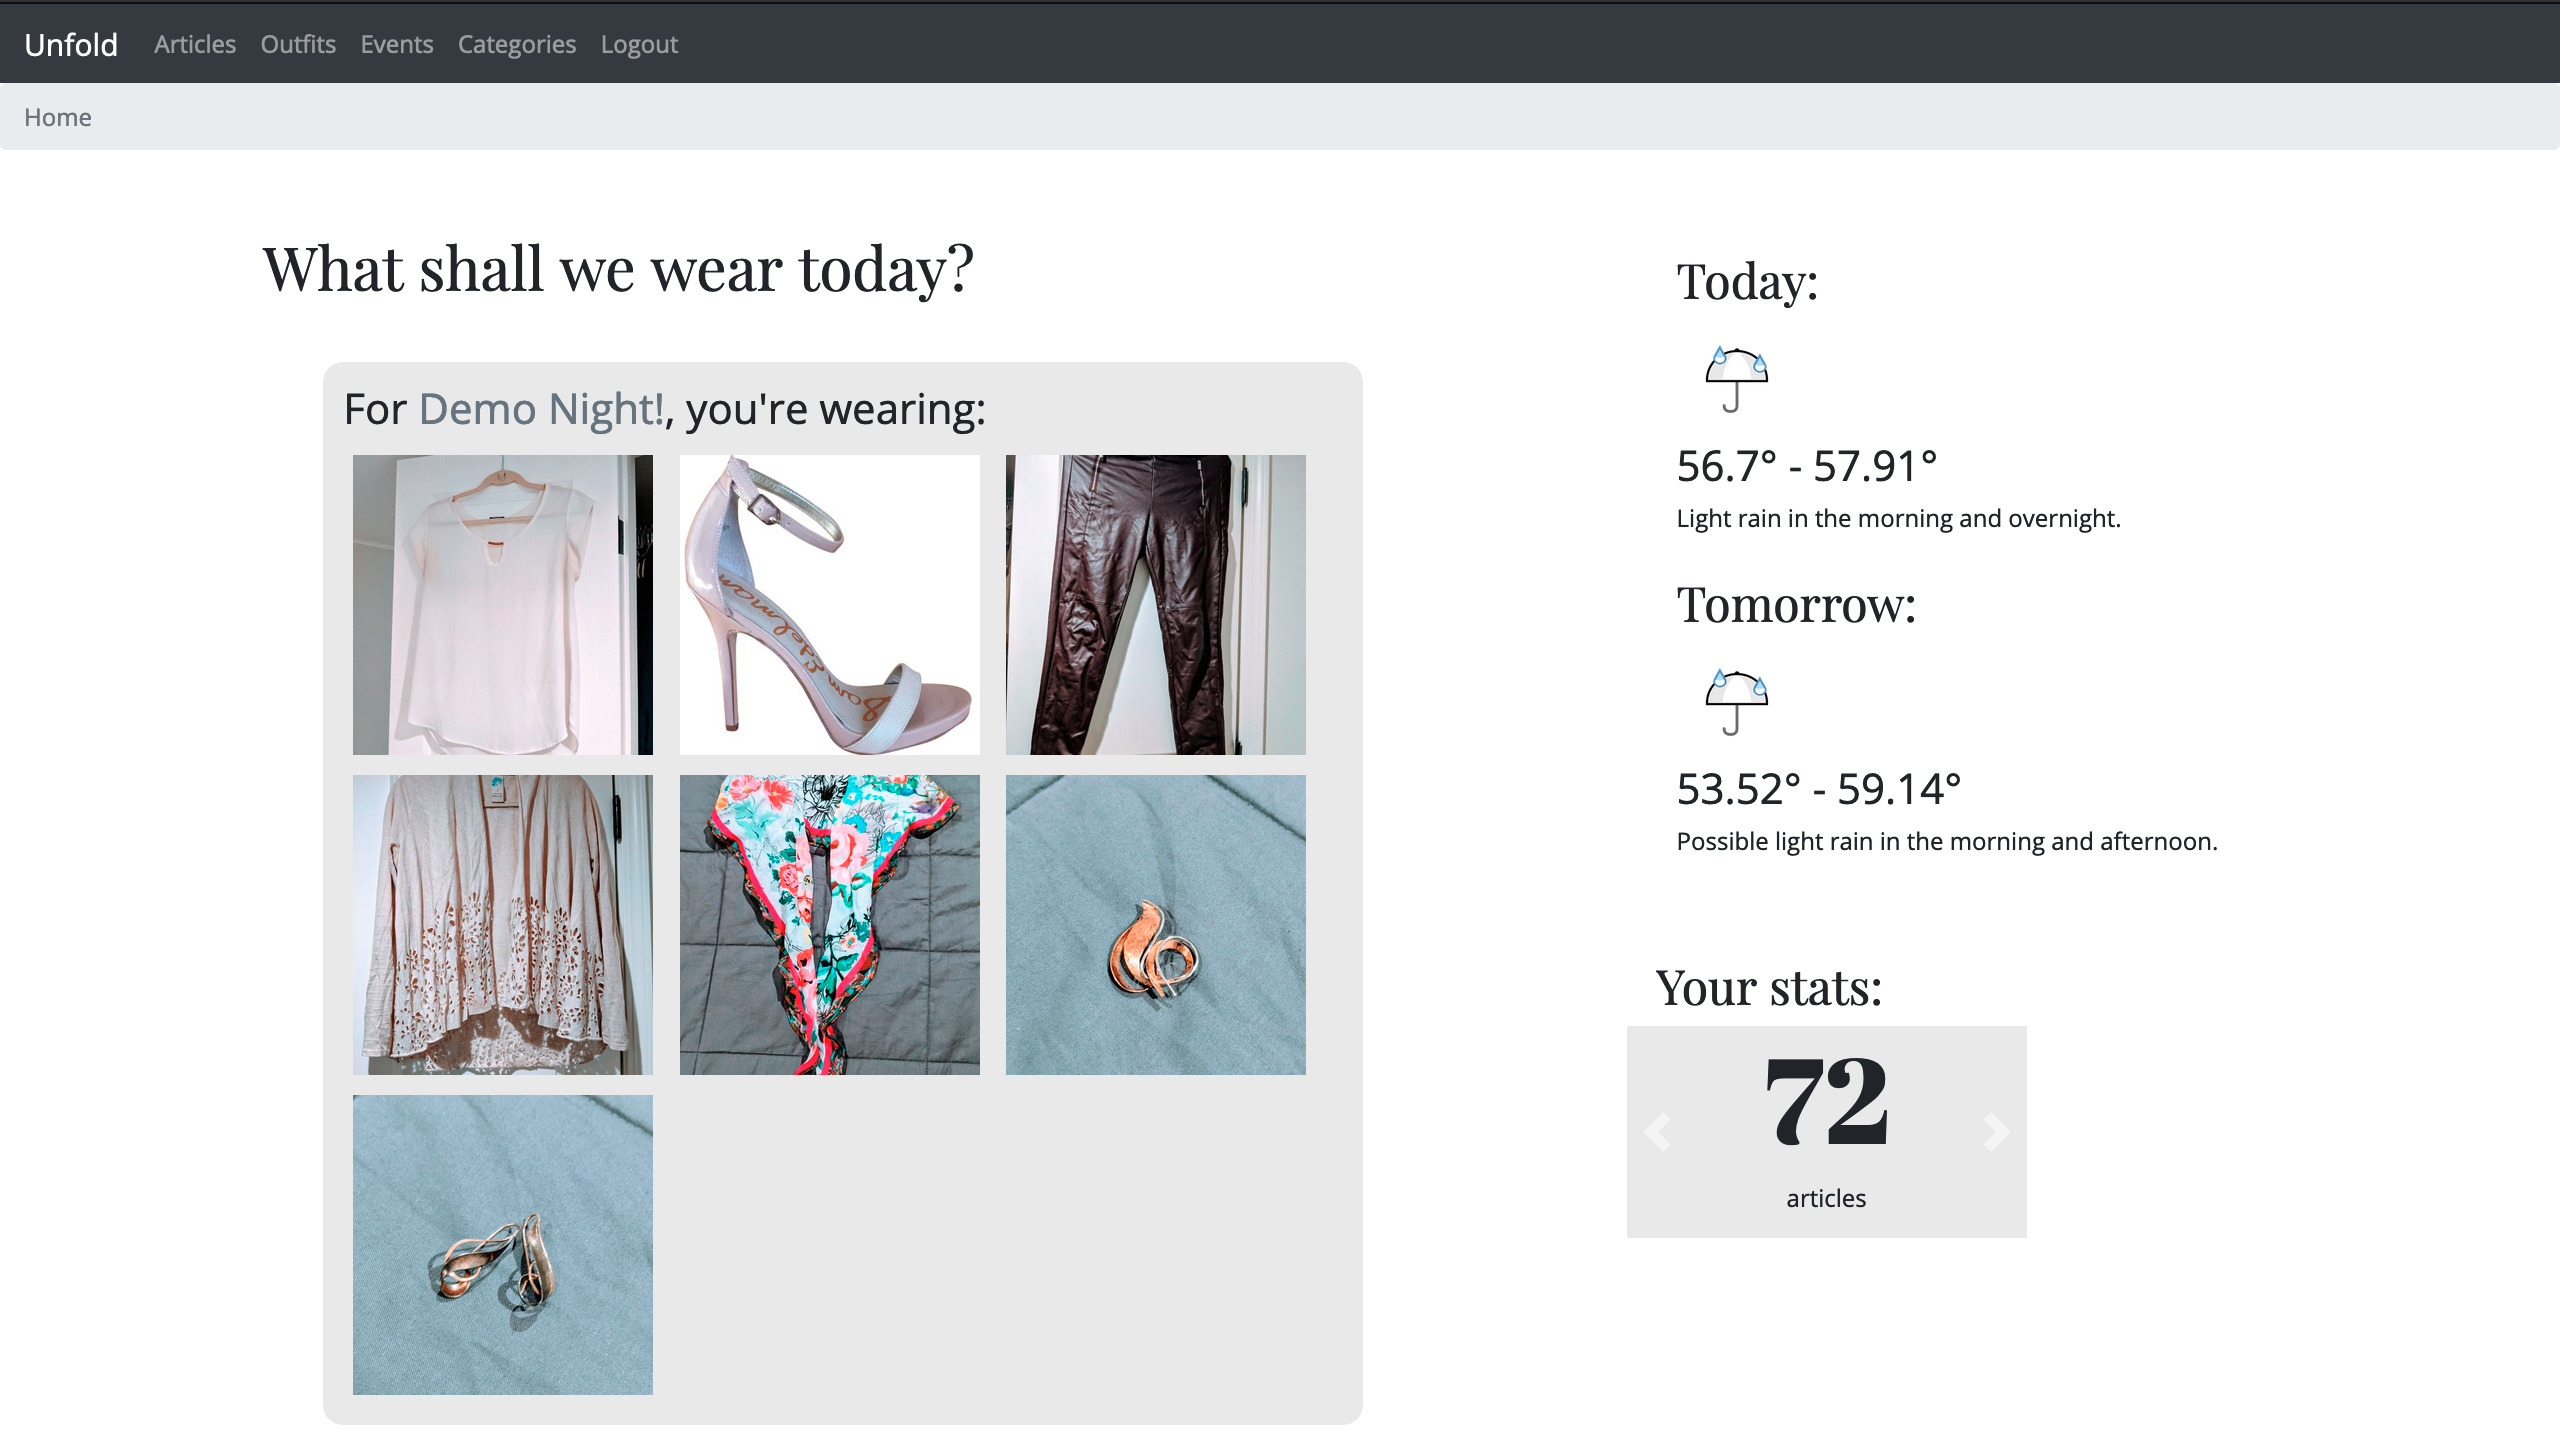 Unfold Articles Outfits Events Categories Logout
Home
What shall we wear today?
For Demo Night!, you're wearing:
Sam Edelman
Today:
56.7° - 57.91°
Light rain in the morning and overnight.
Tomorrow:
53.52° - 59.14°
Possible light rain in the morning and afternoon.
Your stats:
72
articles